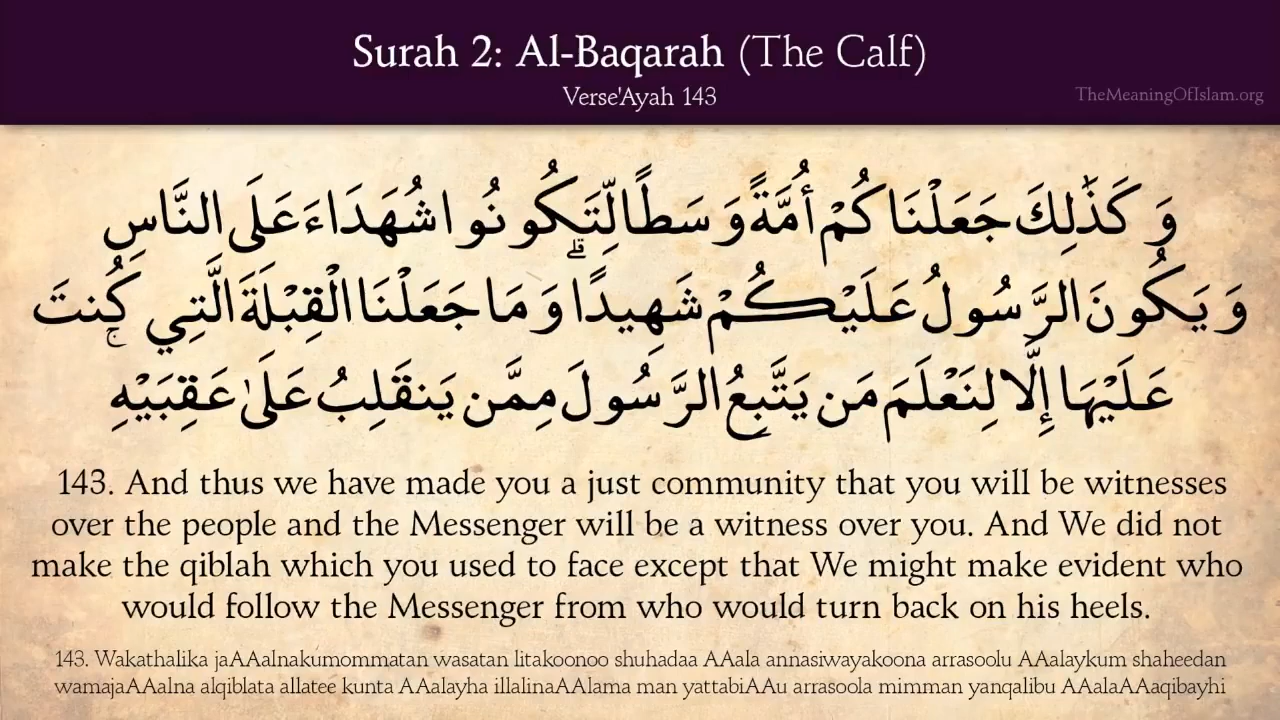 Surah 2: Al-Baqarah (The Calf)
Verse'Ayah 143
TheMeaningOfIslam.org
وَكَذَٰلِكَ جَعَلْنَاكُمْ أُمَّةً وَسَطًا لِّتَكُونُوا شُهَدَاءَ عَلَى النَّاسِ
وَيَكُونَ الرَّسُولُ عَلَيْكُمْ شَهِيدًا ۗ وَمَا جَعَلْنَا الْقِبْلَةَ الَّتِي كُنتَ
عَلَيْهَا إِلَّا لِنَعْلَمَ مَن يَتَّبِعُ الرَّسُولَ مِمَّن يَنقَلِبُ عَلَىٰ عَقِبَيْهِ ۚ
143. And thus we have made you a just community that you will be witnesses
over the people and the Messenger will be a witness over you. And We did not
make the qiblah which you used to face except that We might make evident who
would follow the Messenger from who would turn back on his heels.
143. Wakathalika jaAAalnakumommatan wasatan litakoonoo shuhadaa AAala annasiwayakoona arrasoolu AAalaykum shaheedan
wamajaAAalna alqiblata allatee kunta AAalayha illalinaAAlama man yattabiAAu arrasoola mimman yanqalibu AAalaAAaqibayhi